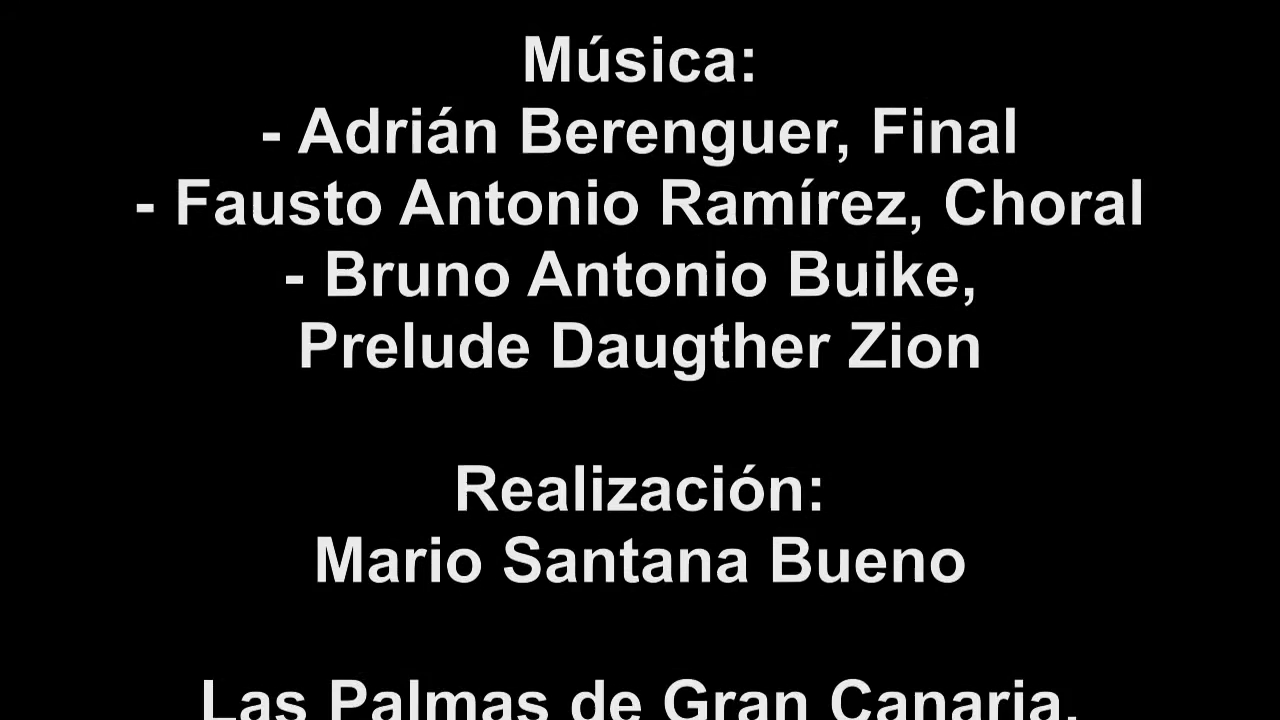 Música:
- Adrián Berenguer, Final
- Fausto Antonio Ramírez, Choral
- Bruno Antonio Buike,
Prelude Daugther Zion
Realización:
Mario Santana Bueno
Las Palmas de Gran Canaria,